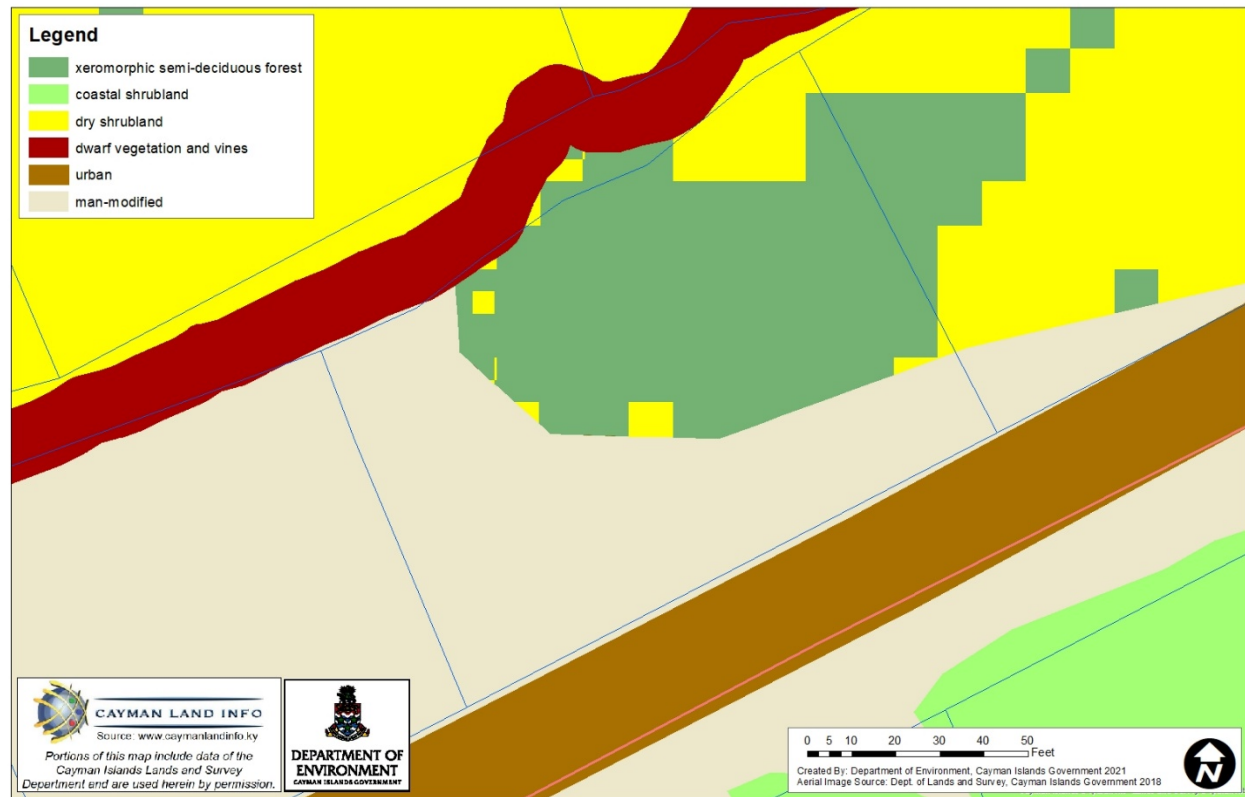 Legend
xeromorphic semi-deciduous forest
coastal shrubland
dry shrubland
dwarf vegetation and vines
urban
man-modified
CAYMAN LAND INFO
Source: www.caymanlandinfo.ky
Portions of this map include data of the
Cayman Islands Lands and Survey
Department and are used herein by permission.
DEPARTMENT OF
ENVIRONMENT
CAYMAN ISLANDS GOVERNMENT
0 5 10 20 30 40 50
Feet
Created By: Department of Environment, Cayman Islands Government 2021
Aerial Image Source: Dept. of Lands and Survey, Cayman Islands Government 2018
N